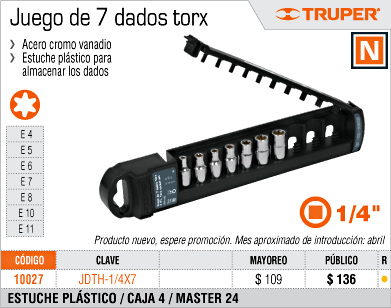 Juego de 7 dados torx
TRUPER®
Acero cromo vanadio
Estuche plástico para
almacenar los dados
N
E 4
E 5
E 6
E 7
E 8
E 10
E 11
1/4"
Producto nuevo, espere promoción. Mes aproximado de introducción: abril
CÓDIGO CLAVE MAYOREO PÚBLICO R
10027 JDTH-1/4X7 $ 109 $ 136
ESTUCHE PLÁSTICO / CAJA 4 / MASTER 24